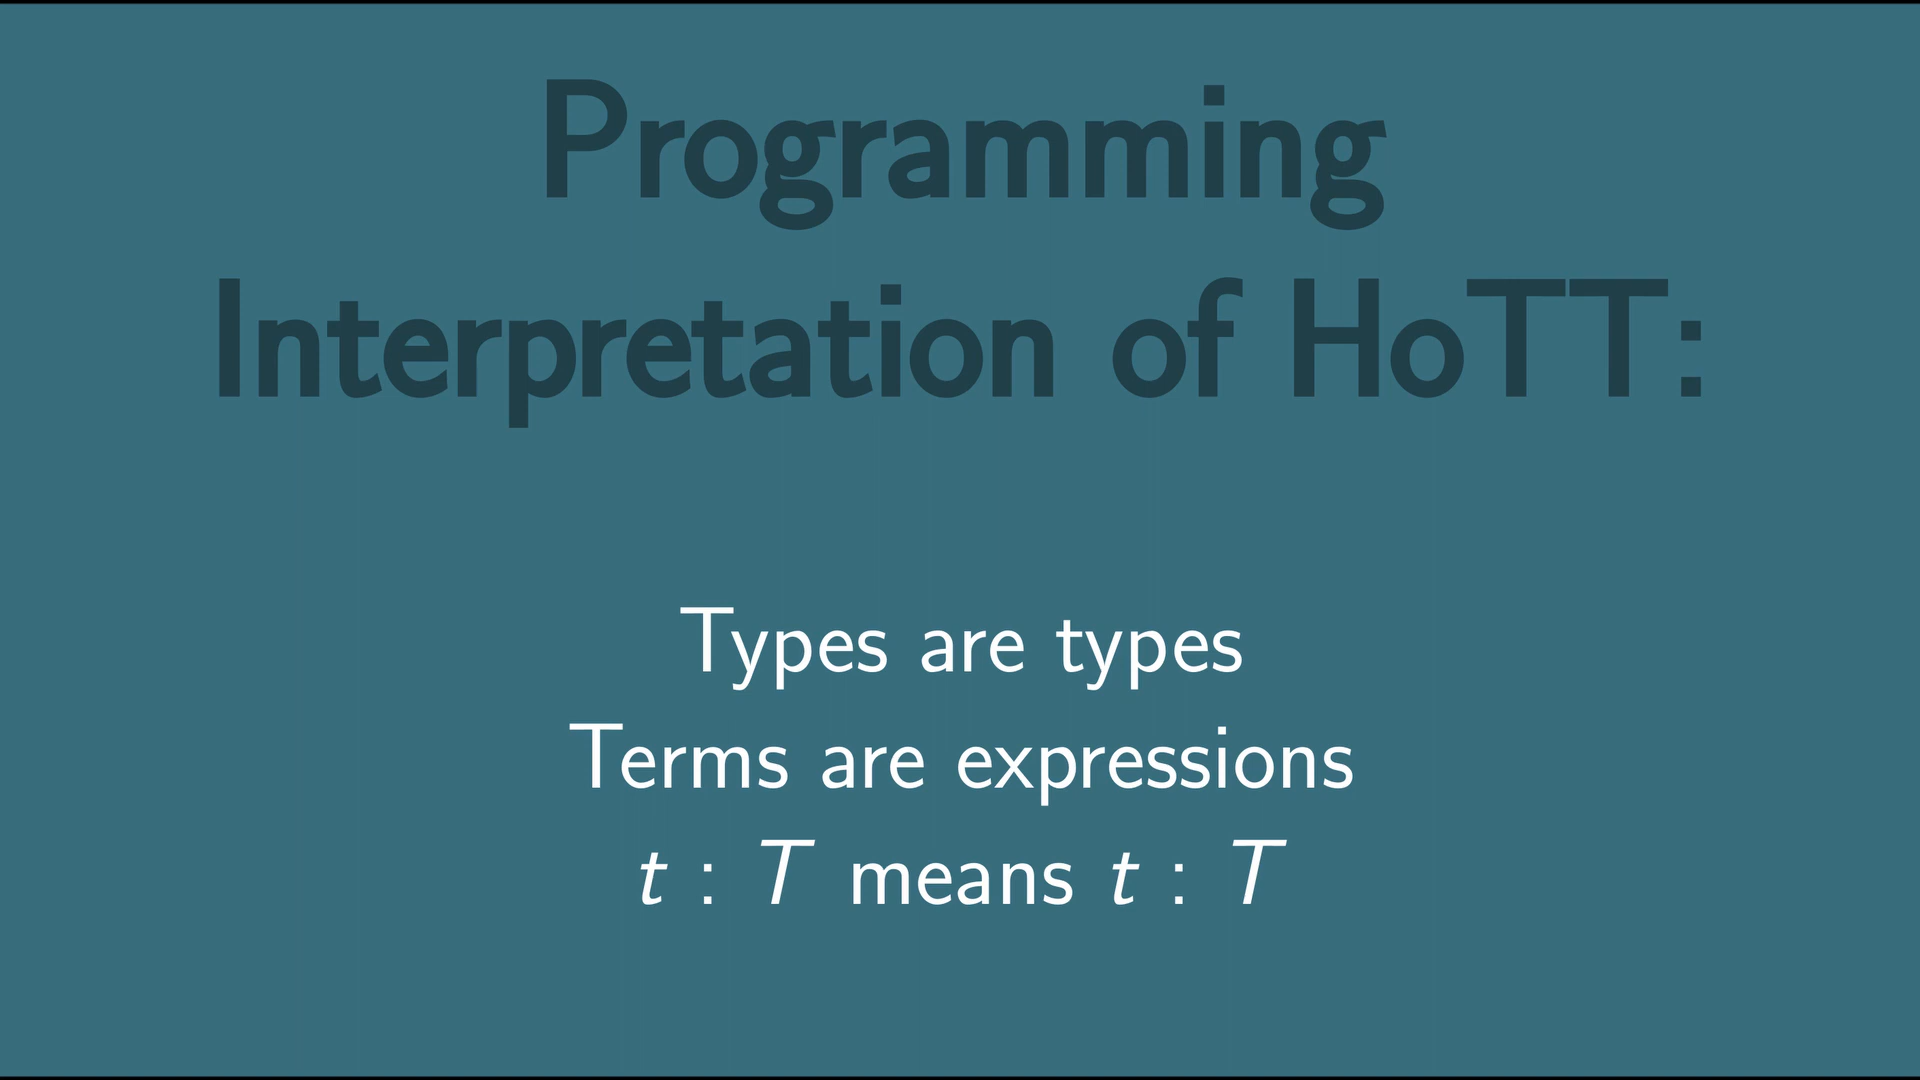 Programming
Interpretation of HoTT:
Types are types
Terms are expressions
t : T means t : T